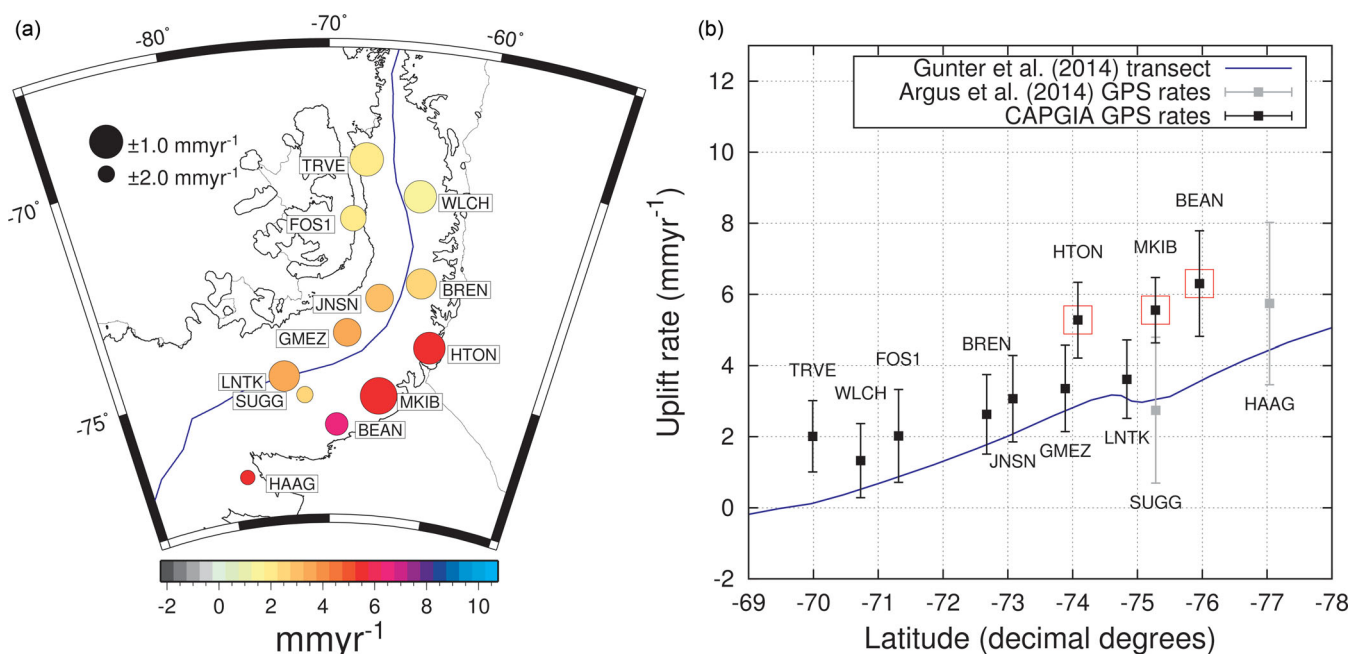 (a)
-80°
-70°
-60°
±1.0 mmyr-1
±2.0 mmyr-1
TRVE
WLCH
-70°
FOS1
BREN
JNSN
GMEZ
HTON
LNTK
SUGG
MKIB
-75°
BEAN
HAAG
-2 0 2 4 6 8 10
mmyr-1
(b)
Gunter et al. (2014) transect
Argus et al. (2014) GPS rates
CAPGIA GPS rates
Uplift rate (mmyr-1)
12
10
8
6
4
2
0
-2
BEAN
HTON
MKIB
BREN
FOS1
TRVE
WLCH
HAAG
GMEZ
LNTK
JNSN
SUGG
-69 -70 -71 -72 -73 -74 -75 -76 -77 -78
Latitude (decimal degrees)